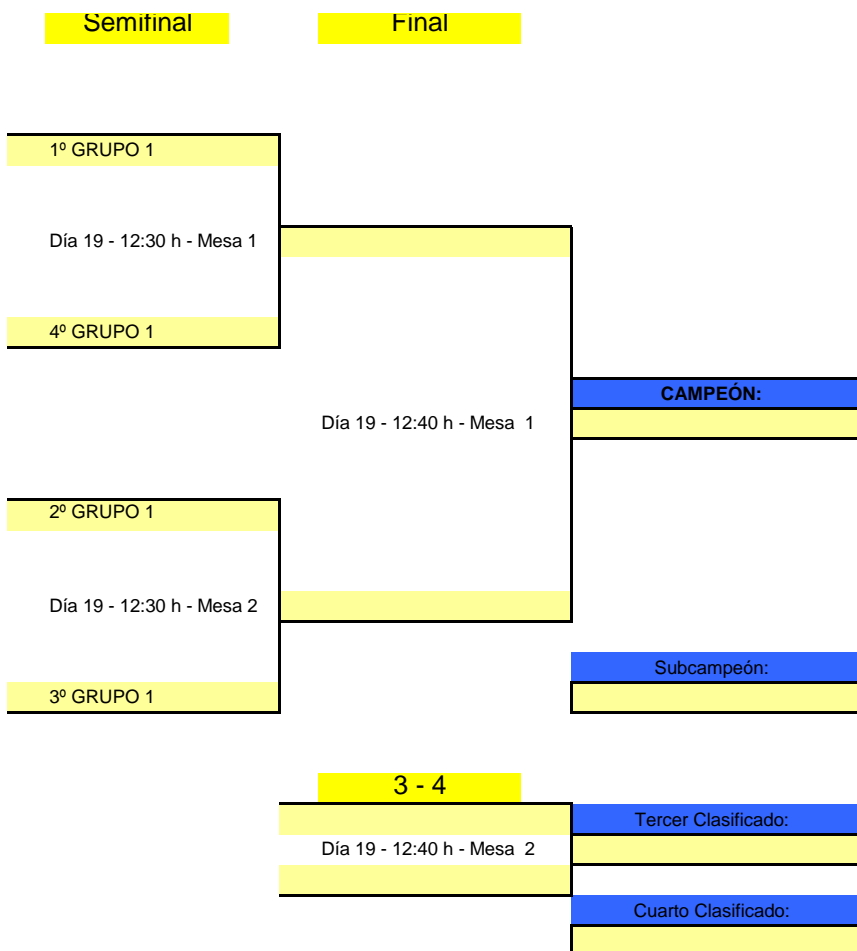 Semifinal
Final
1º GRUPO 1
Día 19 - 12:30 h - Mesa 1
4º GRUPO 1
CAMPEÓN:
Día 19 - 12:40 h - Mesa 1
2º GRUPO 1
Día 19 - 12:30 h - Mesa 2
Subcampeón:
3º GRUPO 1
3 - 4
Tercer Clasificado:
Día 19 - 12:40 h - Mesa 2
Cuarto Clasificado: